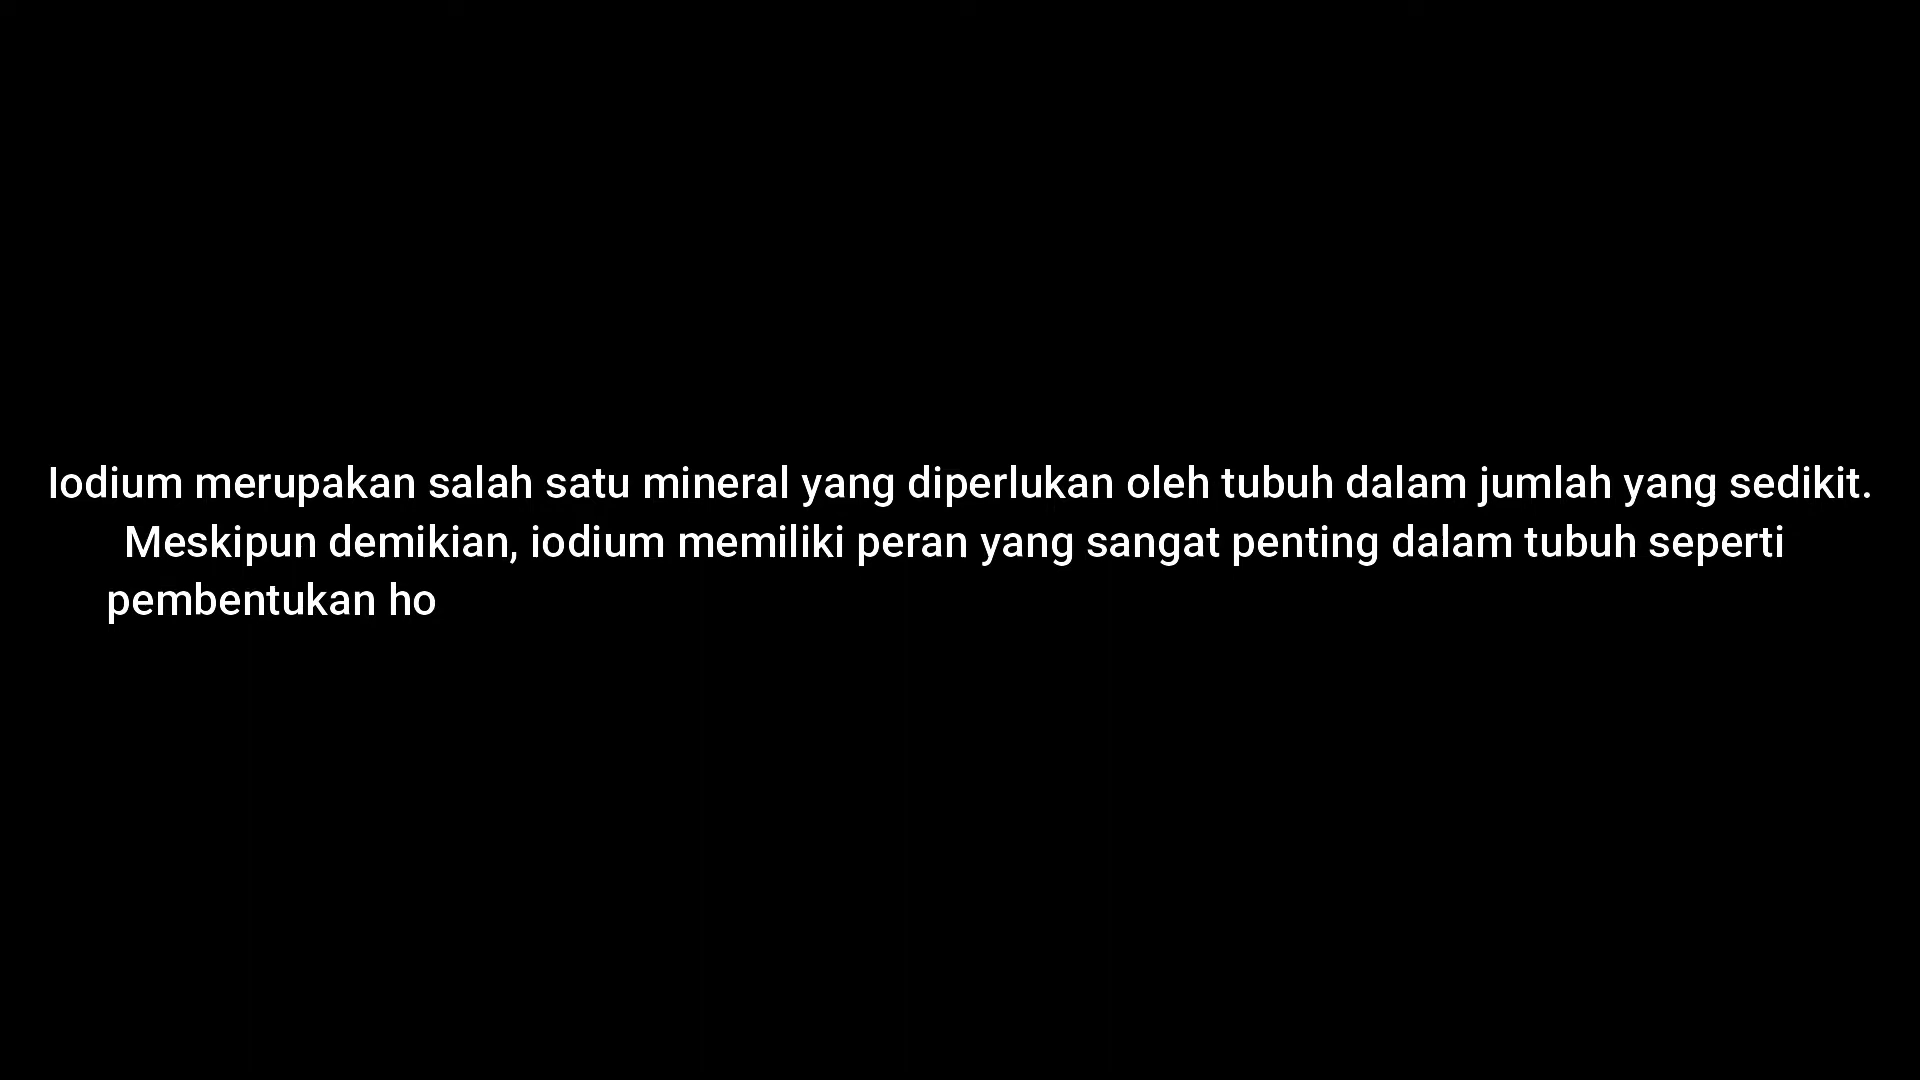 Iodium merupakan salah satu mineral yang diperlukan oleh tubuh dalam jumlah yang sedikit.
Meskipun demikian, iodium memiliki peran yang sangat penting dalam tubuh seperti
pembentukan ho